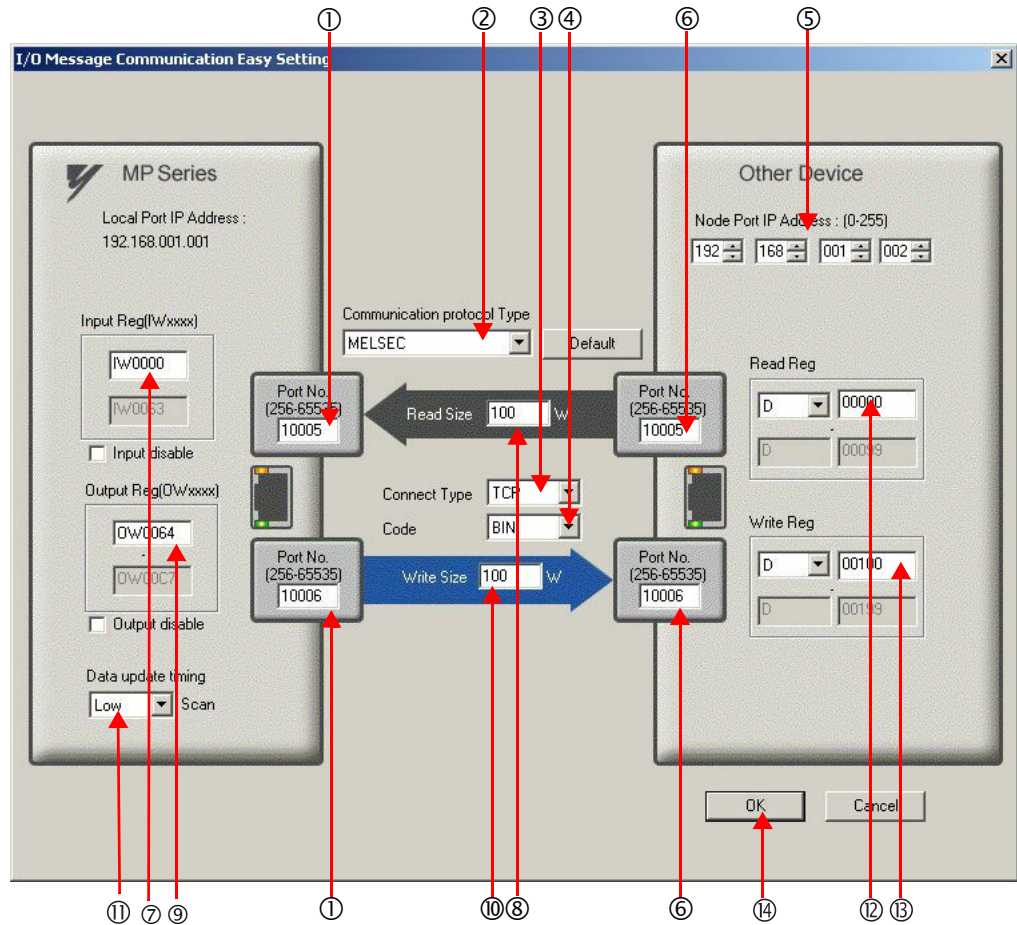 ① ② ③ ④ ⑥ ⑤
I/O Message Communication Easy Setting
MP Series
Local Port IP Address :
192.168.001.001
Other Device
Node Port IP Address : (0-255)
192 168 001 002
Input Reg(IWxxxx)
IW0000
IW0063
Input disable
Communication protocol Type
MELSEC
Default
Port No.
(256-65535)
10005
Read Size 100 W
Port No.
(256-65535)
10005
Read Reg
D 00000
-
D 00099
Output Reg(OWxxxx)
OW0064
-
OW00C7
Output disable
Connect Type TCP
Code BIN
Port No.
(256-65535)
10006
Write Size 100 W
Port No.
(256-65535)
10006
Write Reg
D 00100
-
D 00199
Data update timing
Low Scan
OK
Cancel
⑪ ⑦ ⑨ ① ⑩ ⑧ ⑥ ⑭ ⑫ ⑬